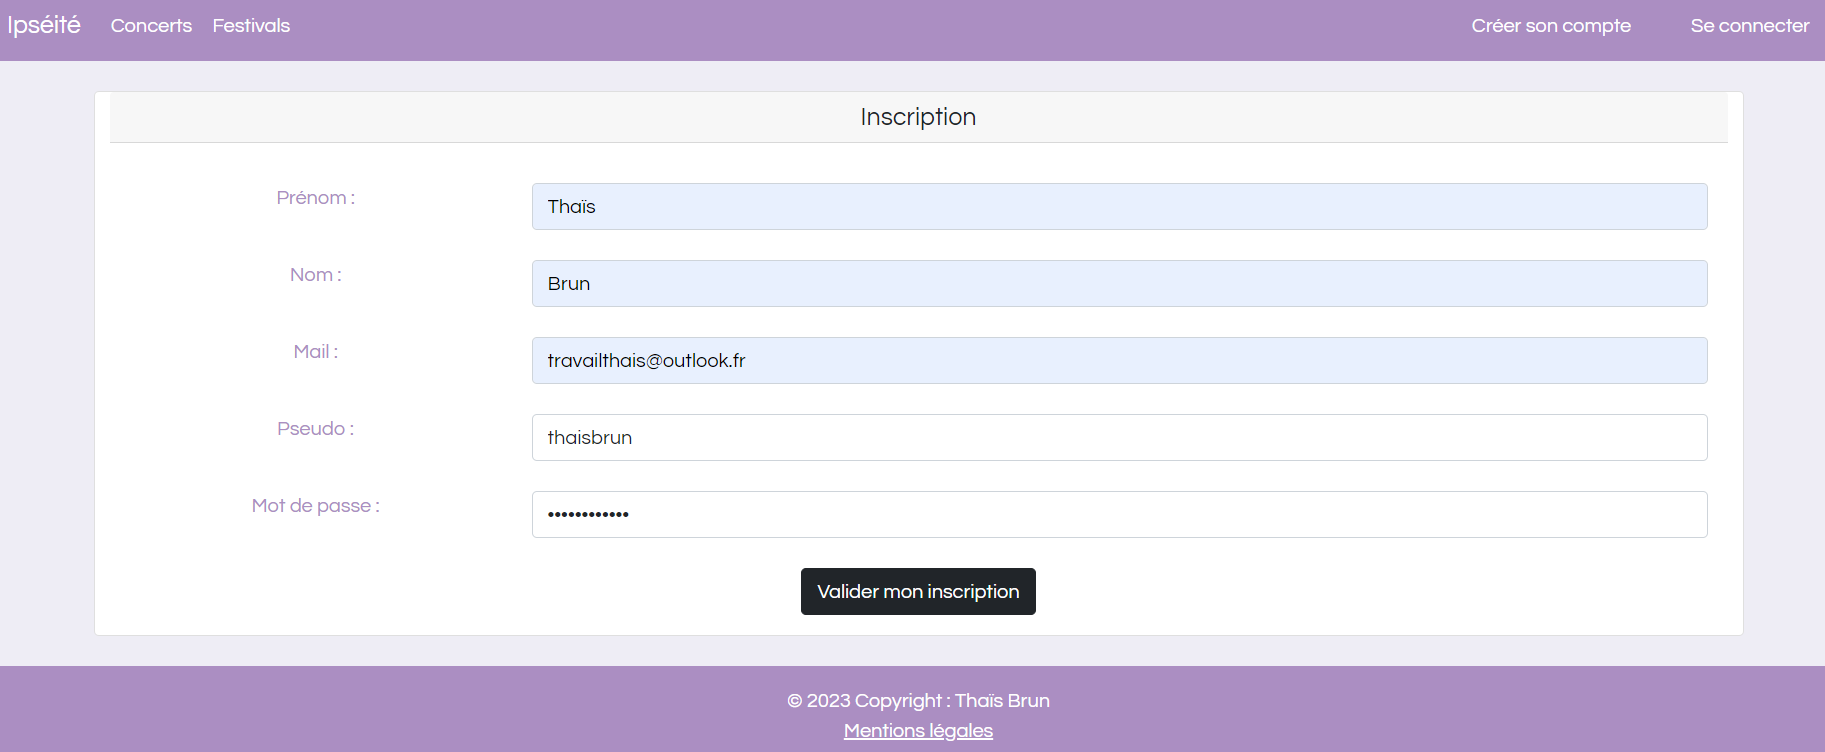 Ipséité Concerts Festivals Créer son compte Se connecter
Inscription
Prénom : Thaïs
Nom : Brun
Mail : travailthais@outlook.fr
Pseudo : thaisbrun
Mot de passe : ••••••••••••
Valider mon inscription
© 2023 Copyright : Thaïs Brun
Mentions légales